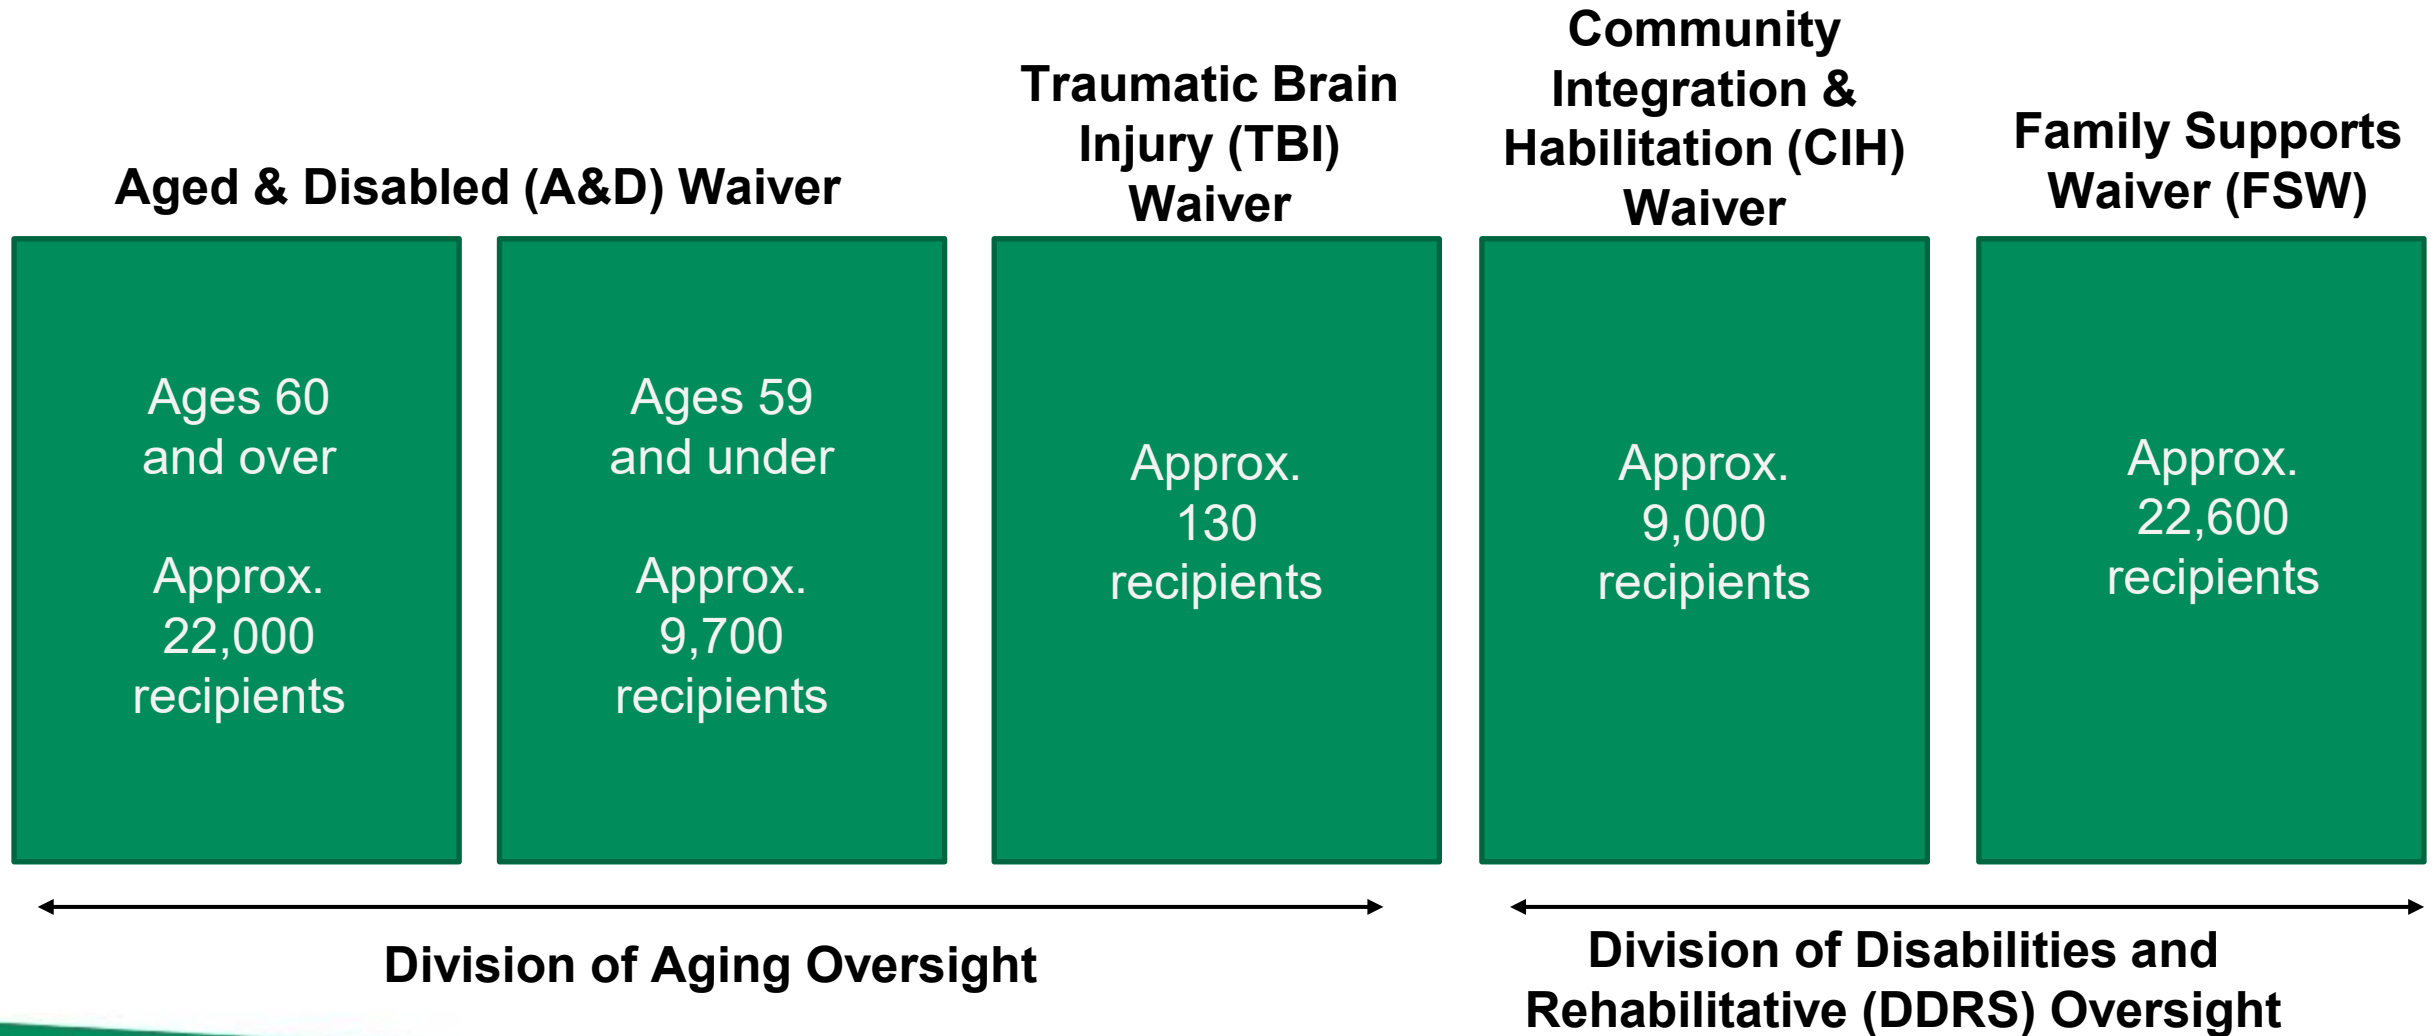 Aged & Disabled (A&D) Waiver
Traumatic Brain
Injury (TBI)
Waiver
Community
Integration &
Habilitation (CIH)
Waiver
Family Supports
Waiver (FSW)
Ages 60
and over
Approx.
22,000
recipients
Ages 59
and under
Approx.
9,700
recipients
Approx.
130
recipients
Approx.
9,000
recipients
Approx.
22,600
recipients
Division of Aging Oversight
Division of Disabilities and
Rehabilitative (DDRS) Oversight